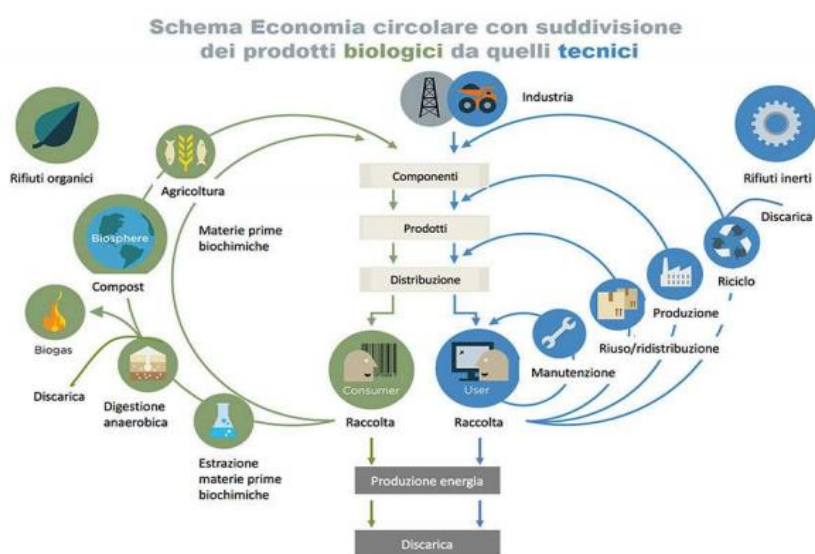 Schema Economia circolare con suddivisione
dei prodotti biologici da quelli tecnici
Rifiuti organici
Agricoltura
Industria
Rifiuti inerti
Componenti
Materie prime
biochimiche
Prodotti
Discarica
Biosphere
Compost
Distribuzione
Riciclo
Produzione
Biogas
Riuso/ridistribuzione
Manutenzione
Consumer
User
Discarica
Digestione
anaerobica
Raccolta
Raccolta
Estrazione
materie prime
biochimiche
Produzione energia
Discarica